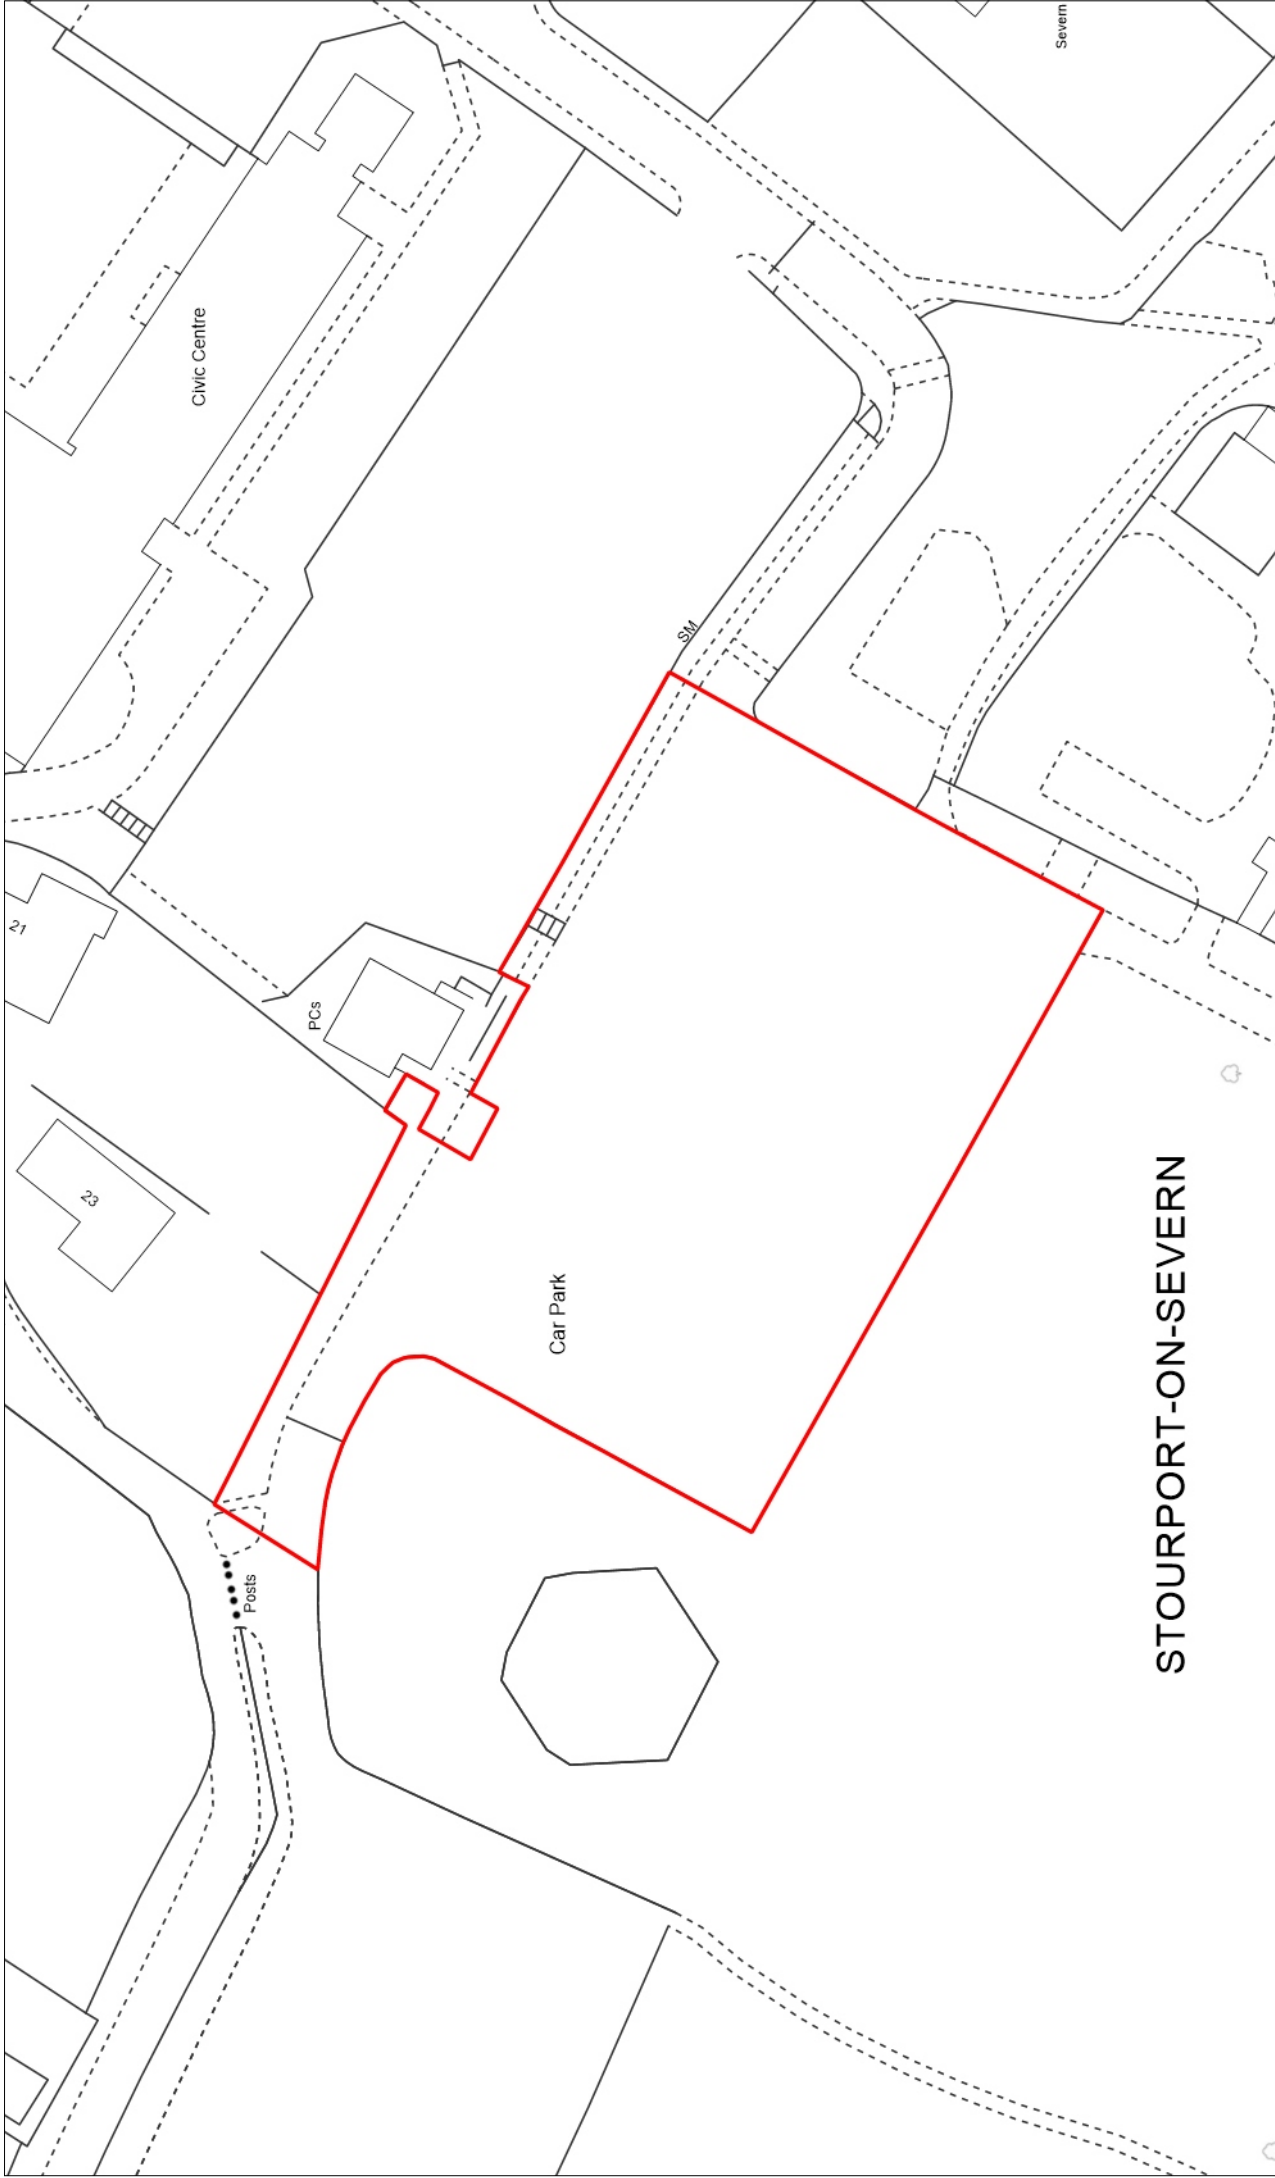 Severn
Civic Centre
SM
21
PCs
23
Car Park
STOURPORT-ON-SEVERN
Posts